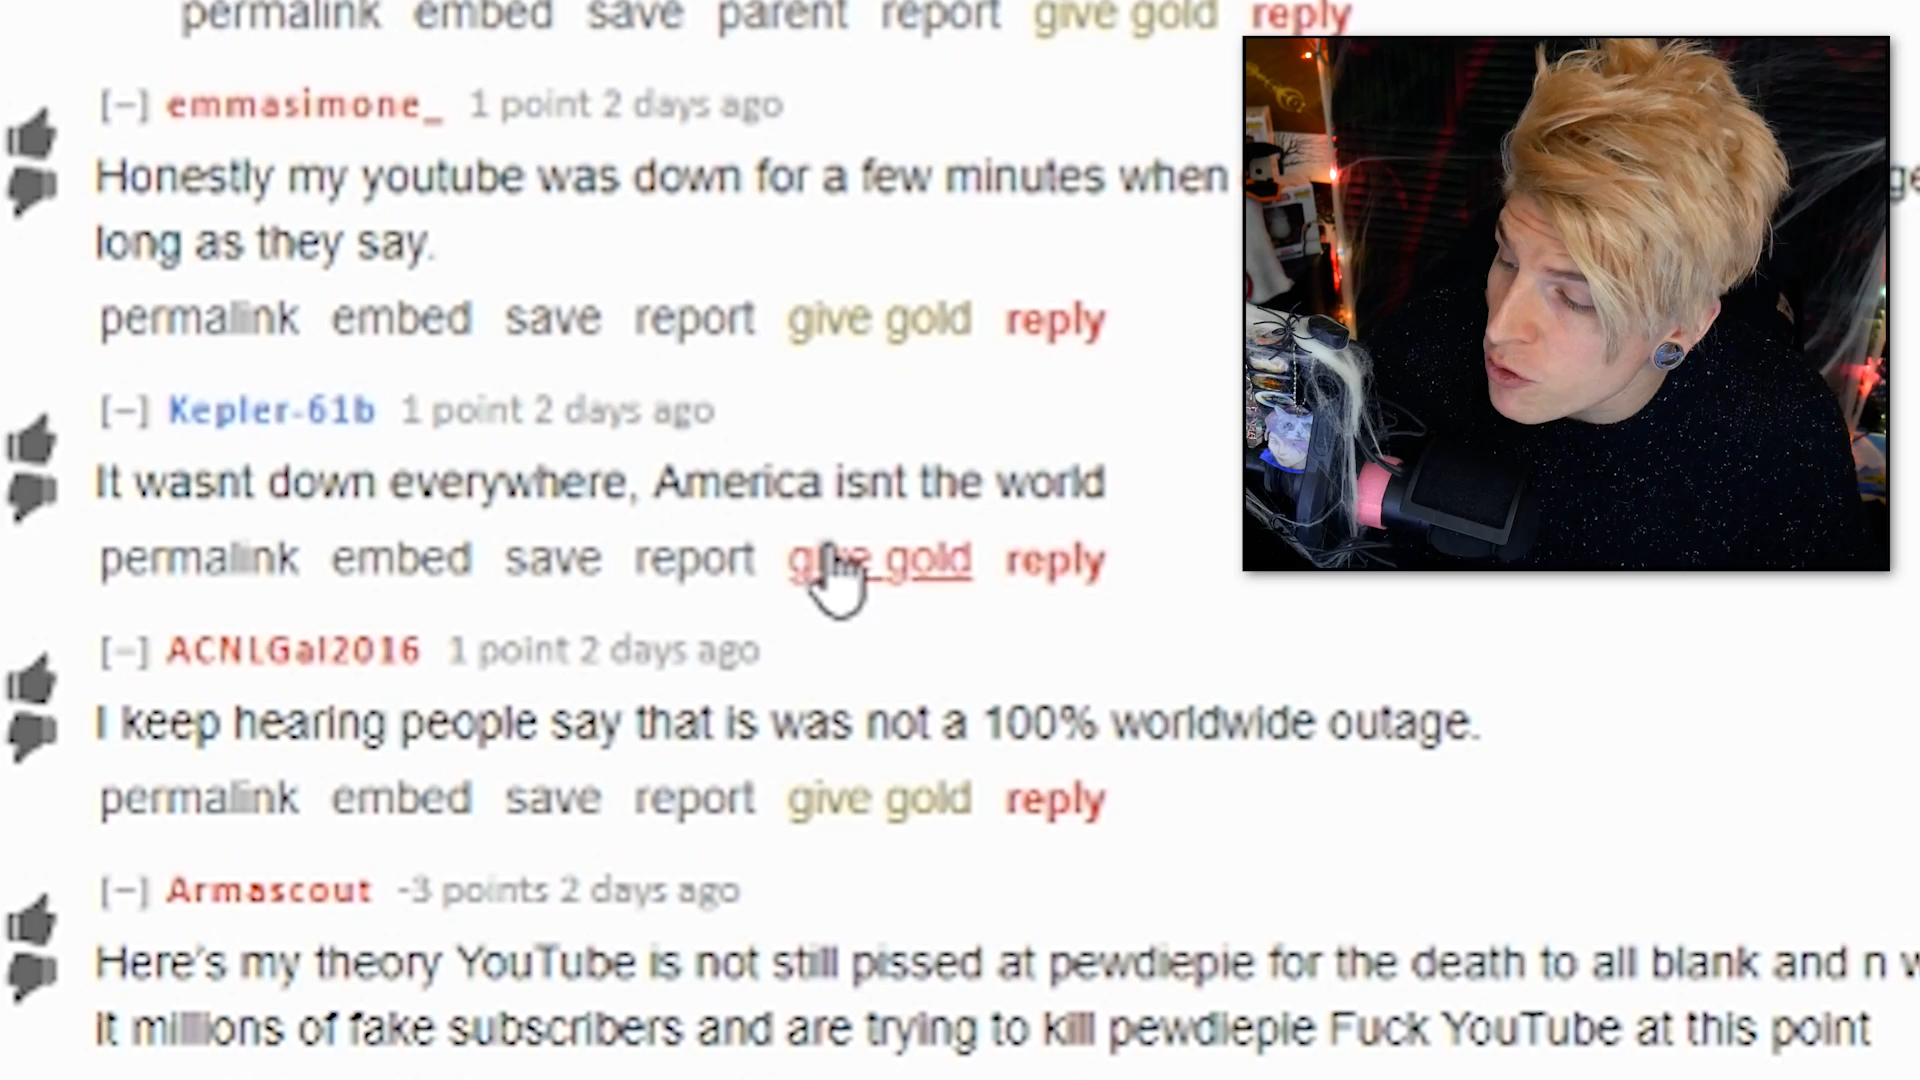 permalink embed save parent report give gold reply
[–] emmasimone_ 1 point 2 days ago
Honestly my youtube was down for a few minutes when
long as they say.
permalink embed save report give gold reply
[–] Kepler-61b 1 point 2 days ago
It wasnt down everywhere, America isnt the world
permalink embed save report give gold reply
[–] ACNLGal2016 1 point 2 days ago
I keep hearing people say that is was not a 100% worldwide outage.
permalink embed save report give gold reply
[–] Armascout -3 points 2 days ago
Here's my theory YouTube is not still pissed at pewdiepie for the death to all blank and n
It millions of fake subscribers and are trying to kill pewdiepie Fuck YouTube at this point